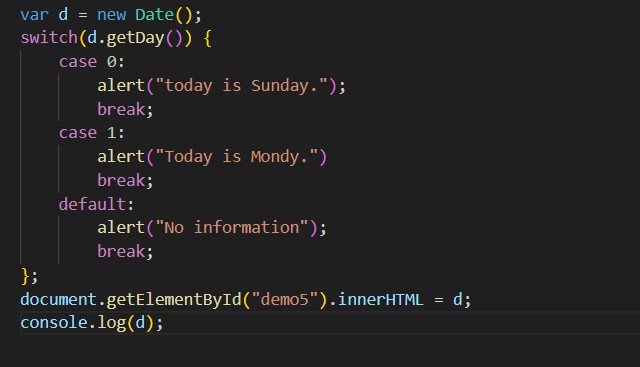 var d = new Date();
switch(d.getDay()) {
    case 0:
        alert("today is Sunday.");
        break;
    case 1:
        alert("Today is Mondy.")
        break;
    default:
        alert("No information");
        break;
};
document.getElementById("demo5").innerHTML = d;
console.log(d);